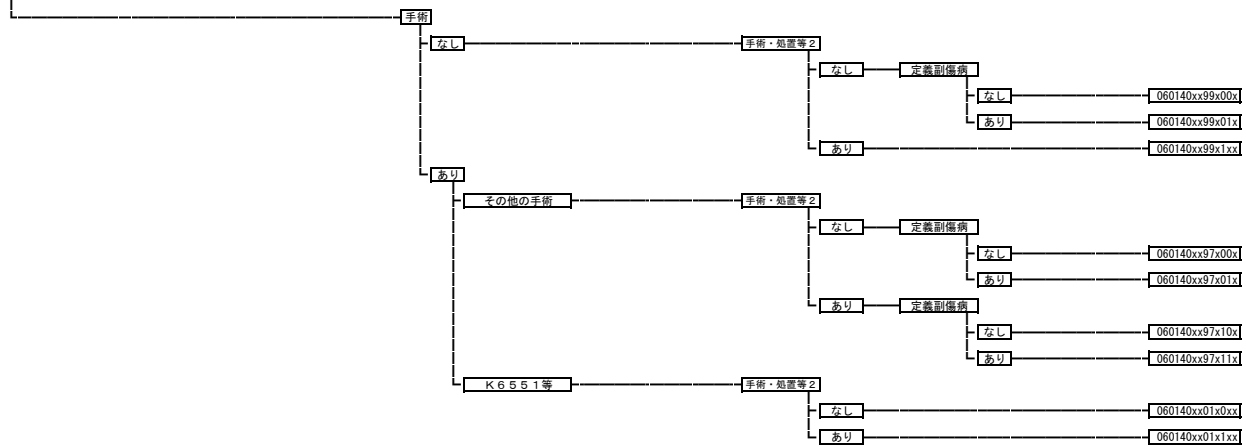 手術
なし 手術・処置等２
なし 定義副傷病
なし 060140xx99x00x
あり 060140xx99x01x
あり 060140xx99x1xx
あり
その他の手術 手術・処置等２
なし 定義副傷病
なし 060140xx97x00x
あり 060140xx97x01x
あり 定義副傷病
なし 060140xx97x10x
あり 060140xx97x11x
Ｋ６５５１等 手術・処置等２
なし 060140xx01x0xx
あり 060140xx01x1xx